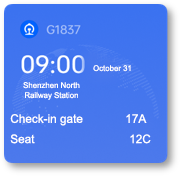 G1837
09:00 October 31
Shenzhen North
Railway Station
Check-in gate 17A
Seat 12C